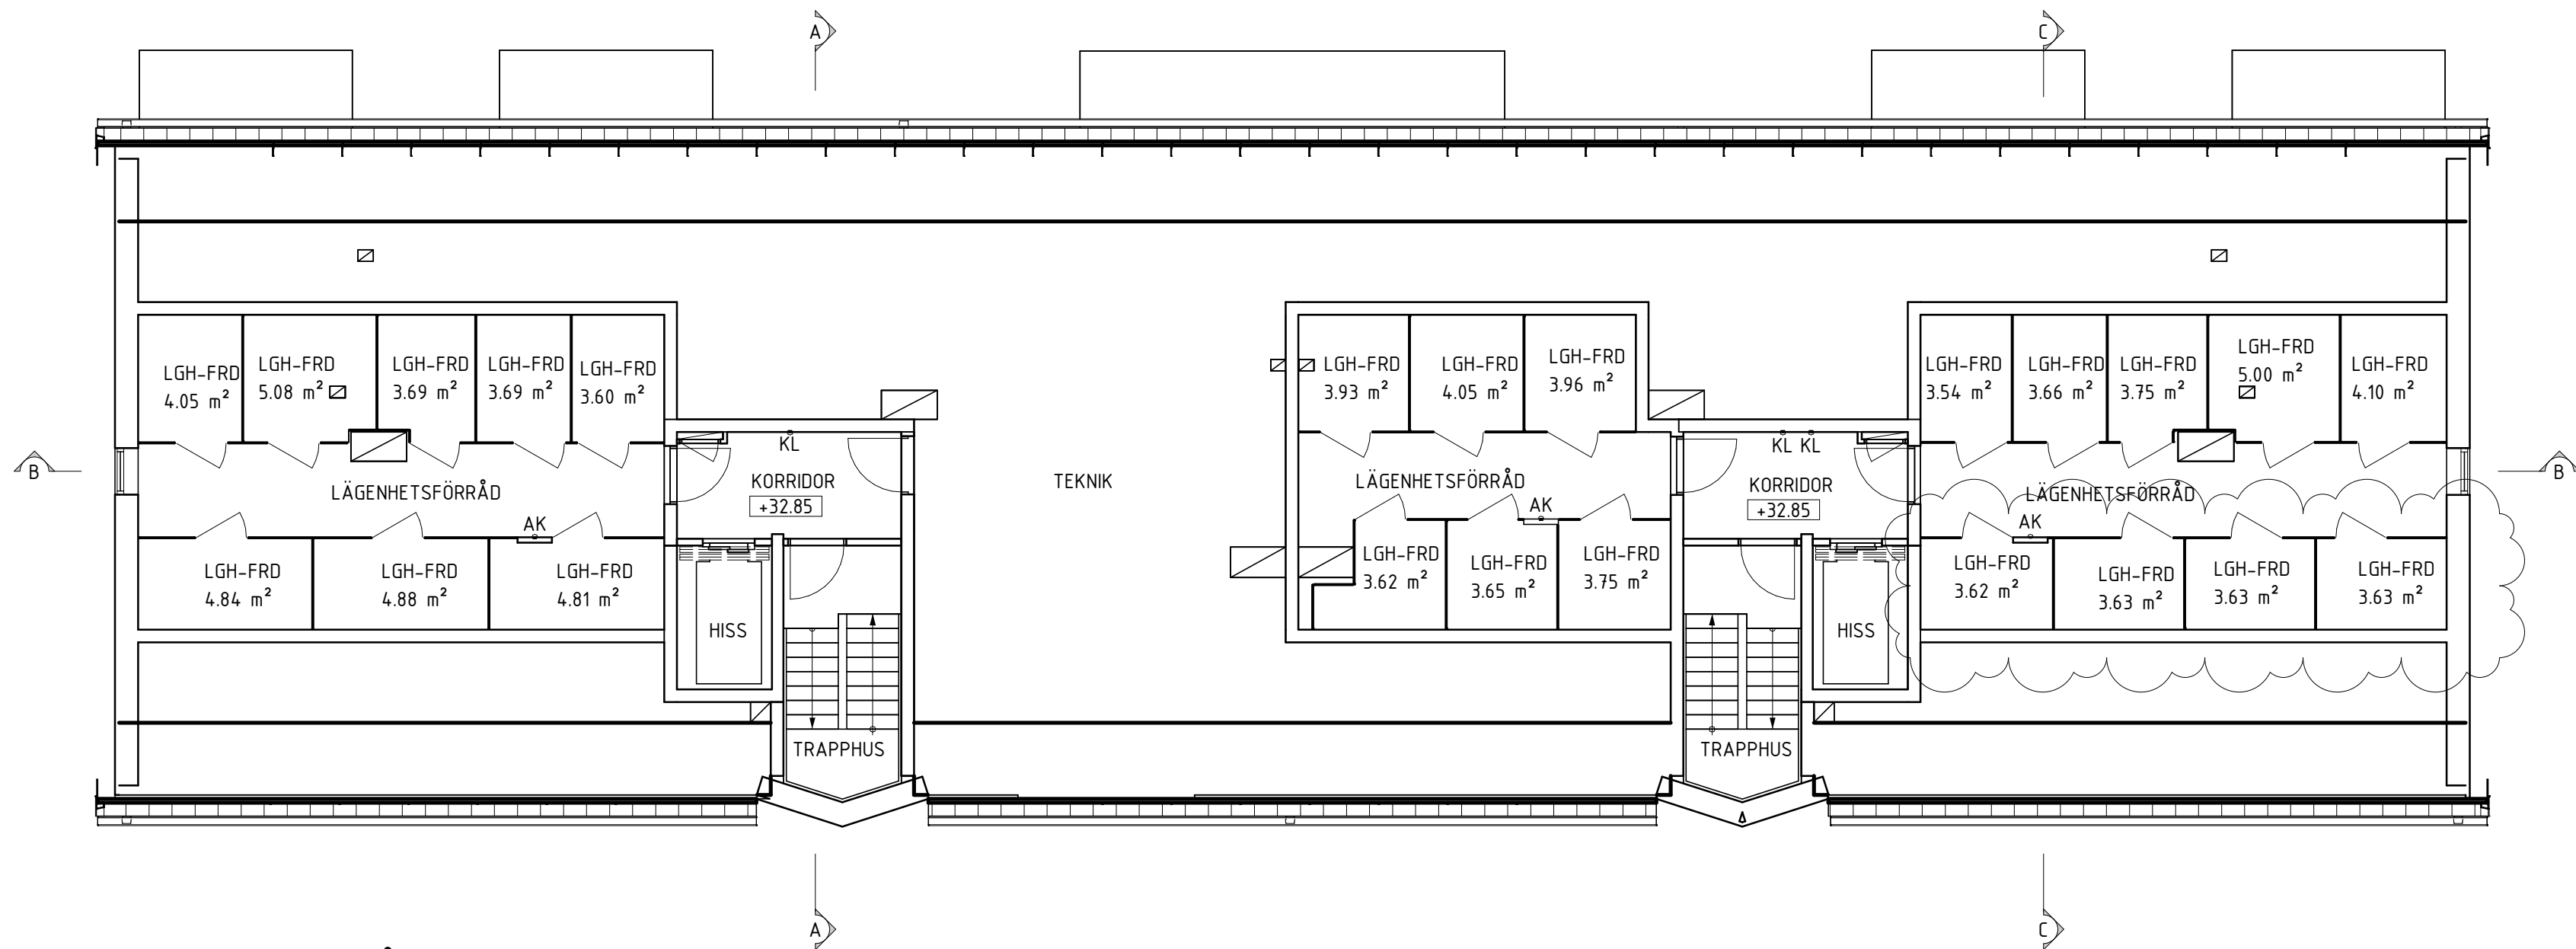 A
C
LGH-FRD
4.05 m²
LGH-FRD
5.08 m²
LGH-FRD
3.69 m²
LGH-FRD
3.69 m²
LGH-FRD
3.60 m²
LGH-FRD
3.93 m²
LGH-FRD
4.05 m²
LGH-FRD
3.96 m²
LGH-FRD
3.54 m²
LGH-FRD
3.66 m²
LGH-FRD
3.75 m²
LGH-FRD
5.00 m²
LGH-FRD
4.10 m²
B
LÄGENHETSFÖRRÅD
AK
KL
KORRIDOR
+32.85
TEKNIK
LÄGENHETSFÖRRÅD
AK
KL KL
KORRIDOR
+32.85
LÄGENHETSFÖRRÅD
AK
B
LGH-FRD
4.84 m²
LGH-FRD
4.88 m²
LGH-FRD
4.81 m²
HISS
LGH-FRD
3.62 m²
LGH-FRD
3.65 m²
LGH-FRD
3.75 m²
HISS
LGH-FRD
3.62 m²
LGH-FRD
3.63 m²
LGH-FRD
3.63 m²
LGH-FRD
3.63 m²
TRAPPHUS
TRAPPHUS
A
C